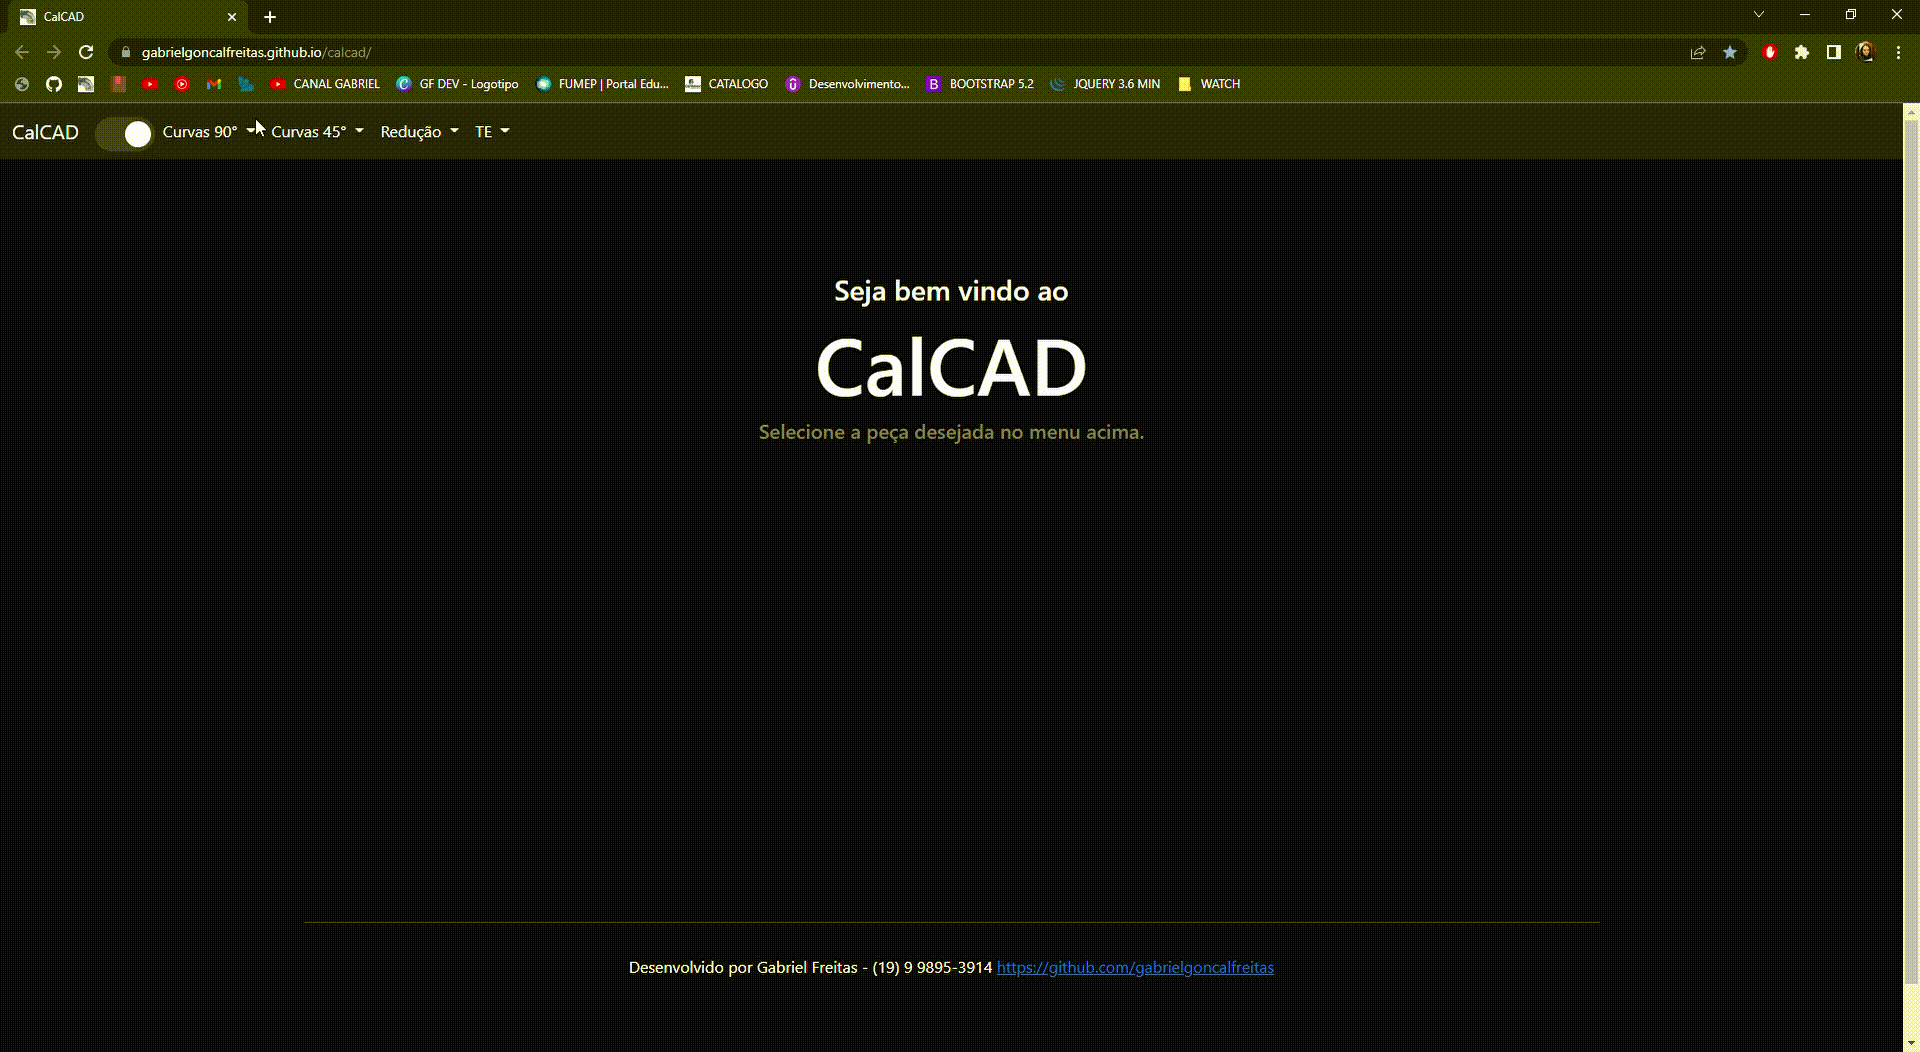 CalCAD
gabrielgoncalfreitas.github.io/calcad/
CANAL GABRIEL GF DEV - Logotipo FUMEP | Portal Edu... CATALOGO Desenvolvimento... BOOTSTRAP 5.2 JQUERY 3.6 MIN WATCH
CalCAD Curvas 90° Curvas 45° Redução TE
Seja bem vindo ao
CalCAD
Selecione a peça desejada no menu acima.
Desenvolvido por Gabriel Freitas - (19) 9 9895-3914 https://github.com/gabrielgoncalfreitas